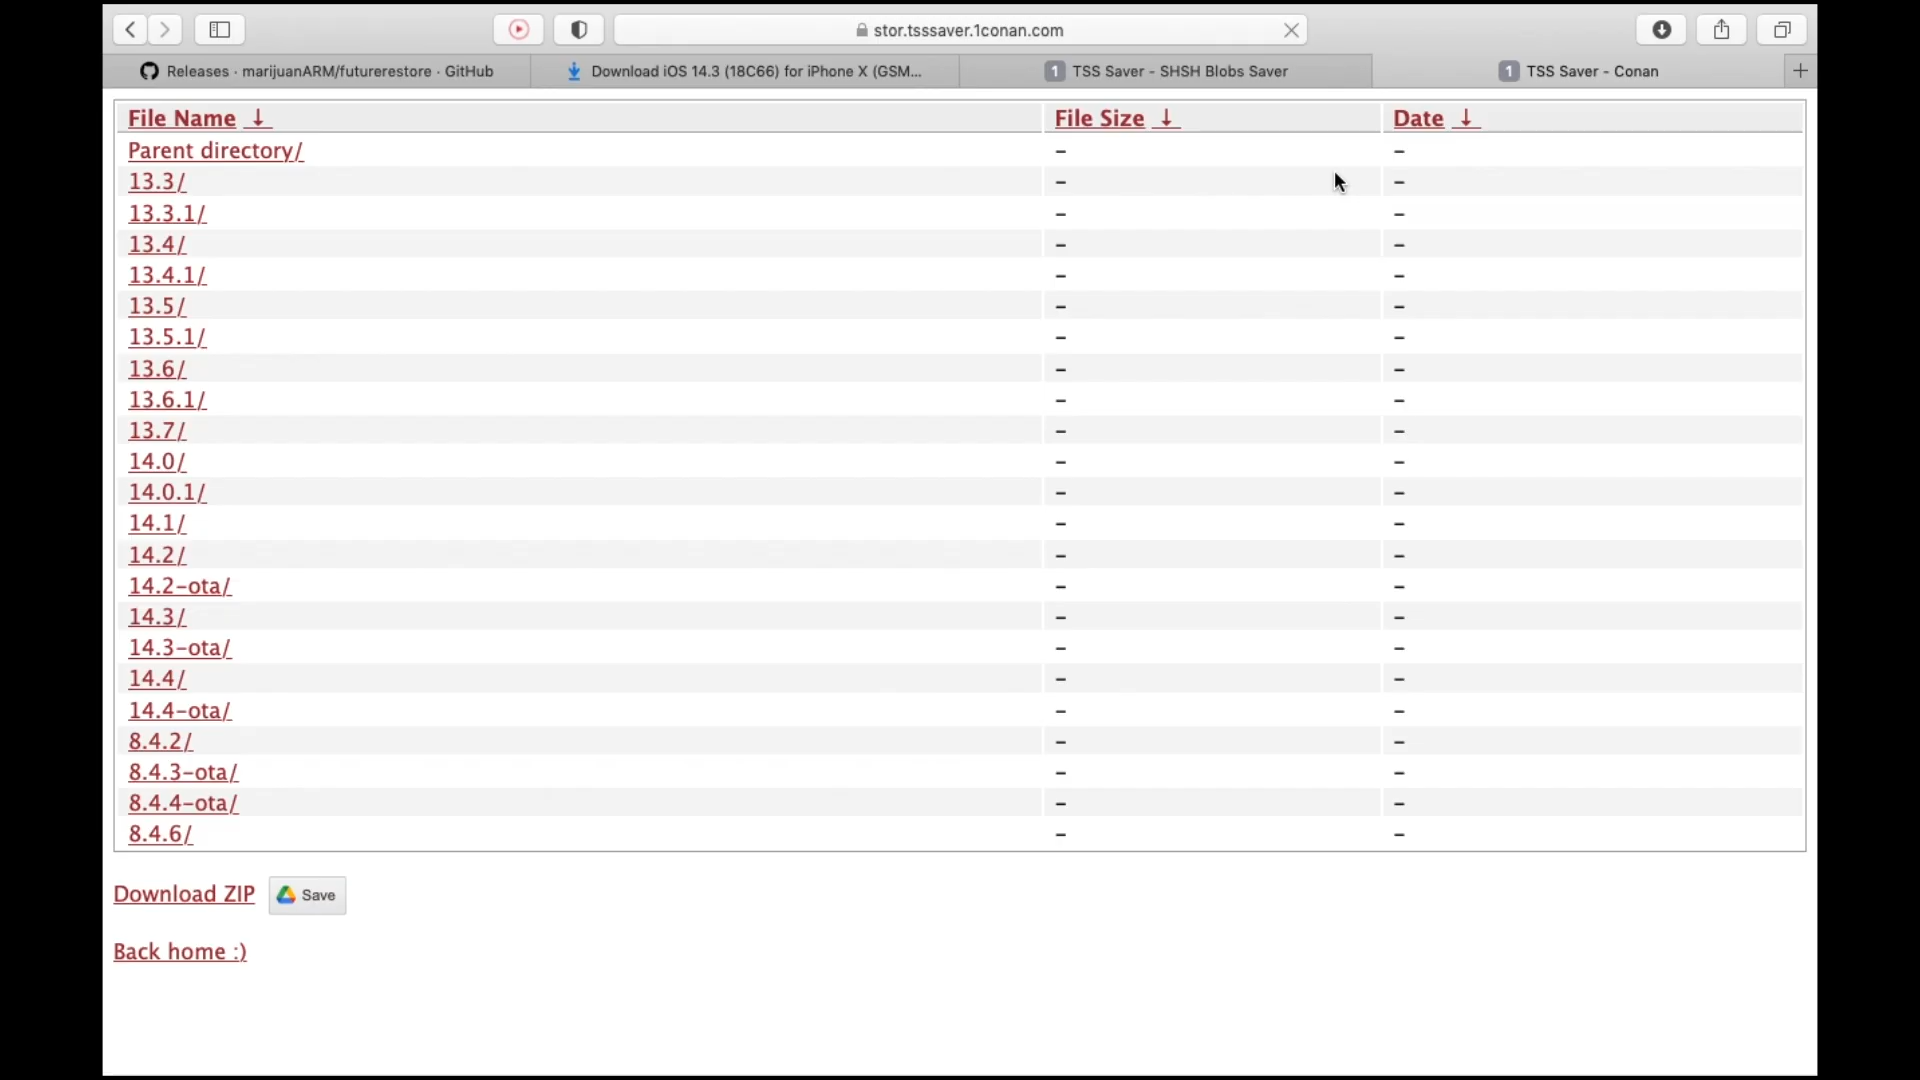 stor.tsssaver.1conan.com
Releases · marijuanARM/futurerestore · GitHub
Download iOS 14.3 (18C66) for iPhone X (GSM...
1 TSS Saver - SHSH Blobs Saver
1 TSS Saver - Conan
File Name ↓ File Size ↓ Date ↓
Parent directory/ - -
13.3/ - -
13.3.1/ - -
13.4/ - -
13.4.1/ - -
13.5/ - -
13.5.1/ - -
13.6/ - -
13.6.1/ - -
13.7/ - -
14.0/ - -
14.0.1/ - -
14.1/ - -
14.2/ - -
14.2-ota/ - -
14.3/ - -
14.3-ota/ - -
14.4/ - -
14.4-ota/ - -
8.4.2/ - -
8.4.3-ota/ - -
8.4.4-ota/ - -
8.4.6/ - -
Download ZIP Save
Back home :)